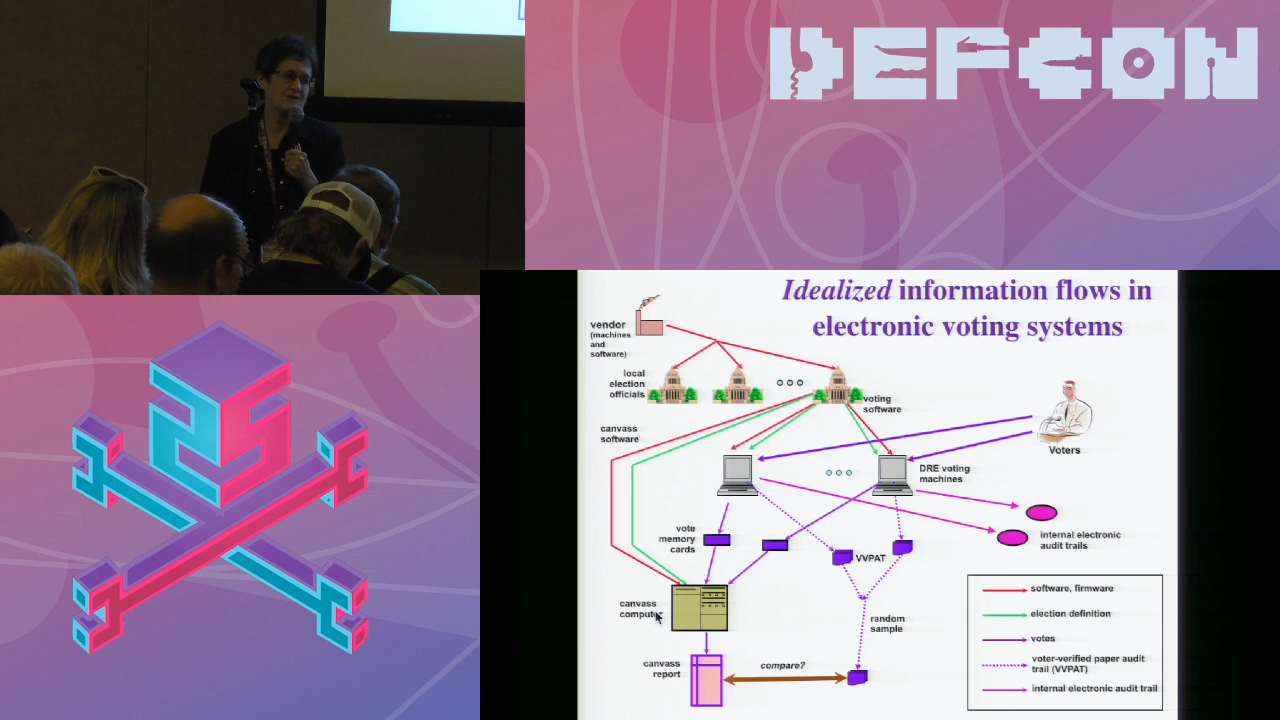 DEFCON
Idealized information flows in
electronic voting systems
vendor
(machines
and
software)
local
election
officials
voting
software
canvass
software
Voters
DRE voting
machines
vote
memory
cards
VVPAT
internal electronic
audit trails
canvass
computer
random
sample
canvass
report
compare?
software, firmware
election definition
votes
voter-verified paper audit
trail (VVPAT)
internal electronic audit trail